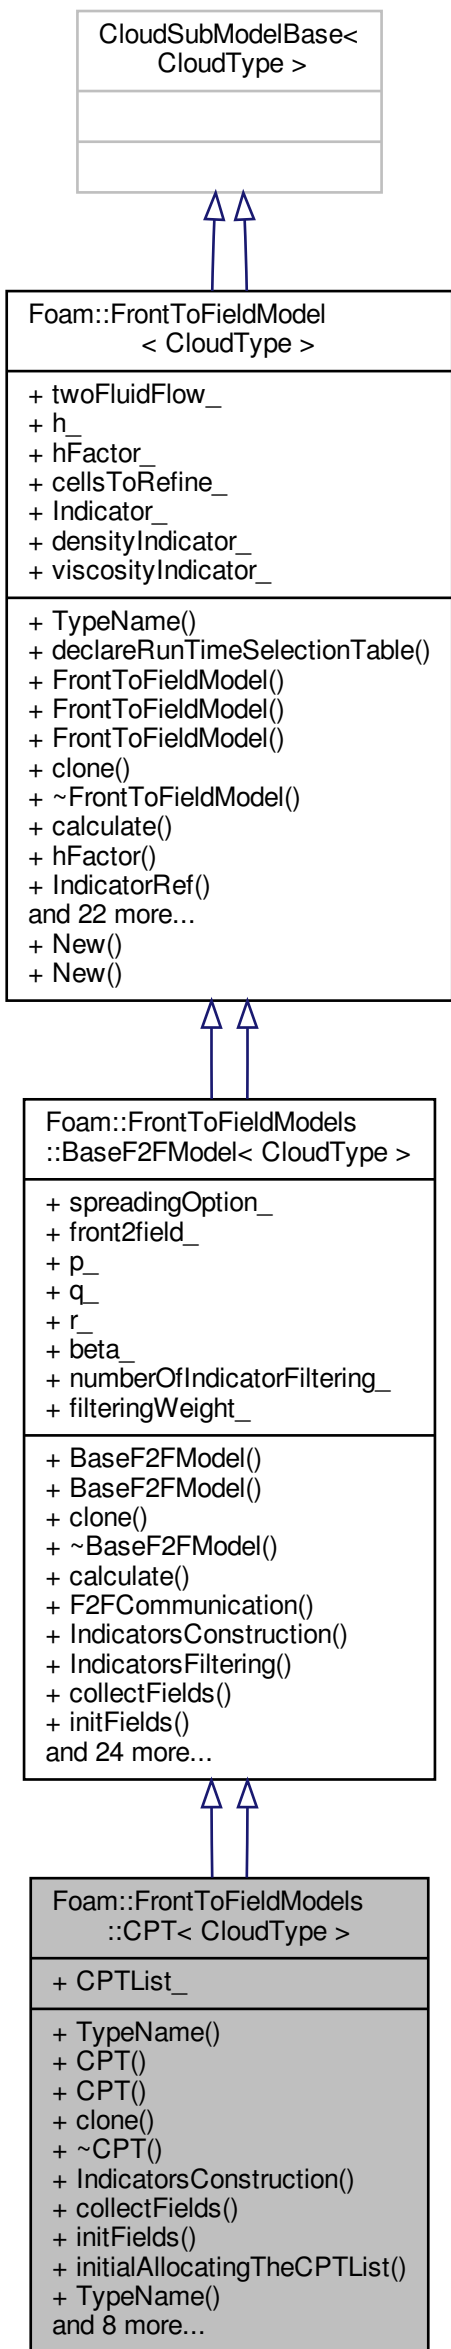 CloudSubModelBase<
CloudType >
Foam::FrontToFieldModel
< CloudType >
+ twoFluidFlow_
+ h_
+ hFactor_
+ cellsToRefine_
+ Indicator_
+ densityIndicator_
+ viscosityIndicator_
+ TypeName()
+ declareRunTimeSelectionTable()
+ FrontToFieldModel()
+ FrontToFieldModel()
+ FrontToFieldModel()
+ clone()
+ ~FrontToFieldModel()
+ calculate()
+ hFactor()
+ IndicatorRef()
and 22 more...
+ New()
+ New()
Foam::FrontToFieldModels
::BaseF2FModel< CloudType >
+ spreadingOption_
+ front2field_
+ p_
+ q_
+ r_
+ beta_
+ numberOfIndicatorFiltering_
+ filteringWeight_
+ BaseF2FModel()
+ BaseF2FModel()
+ clone()
+ ~BaseF2FModel()
+ calculate()
+ F2FCommunication()
+ IndicatorsConstruction()
+ IndicatorsFiltering()
+ collectFields()
+ initFields()
and 24 more...
Foam::FrontToFieldModels
::CPT< CloudType >
+ CPTList_
+ TypeName()
+ CPT()
+ CPT()
+ clone()
+ ~CPT()
+ IndicatorsConstruction()
+ collectFields()
+ initFields()
+ initialAllocatingTheCPTList()
+ TypeName()
and 8 more...